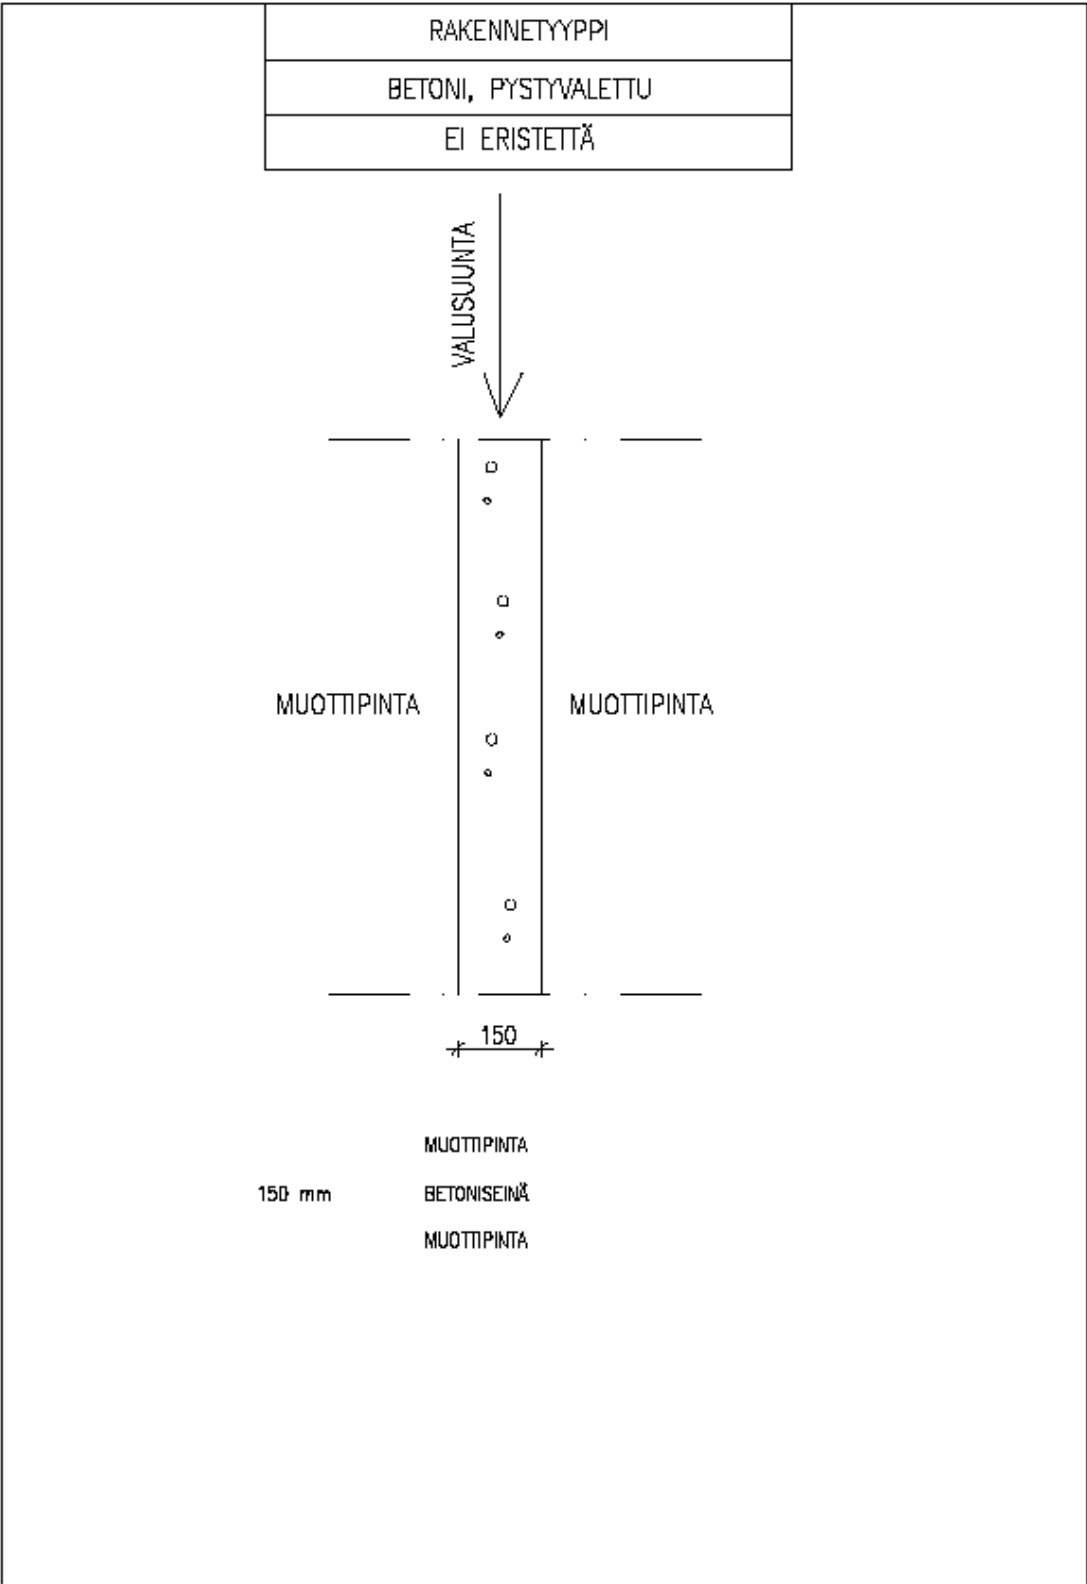 RAKENNETYYPPI
BETONI, PYSTYVALETTU
EI ERISTETTÄ
VALUSUUNTA
MUOTTIPINTA
MUOTTIPINTA
150
MUOTTIPINTA
150 mm BETONISEINÄ
MUOTTIPINTA